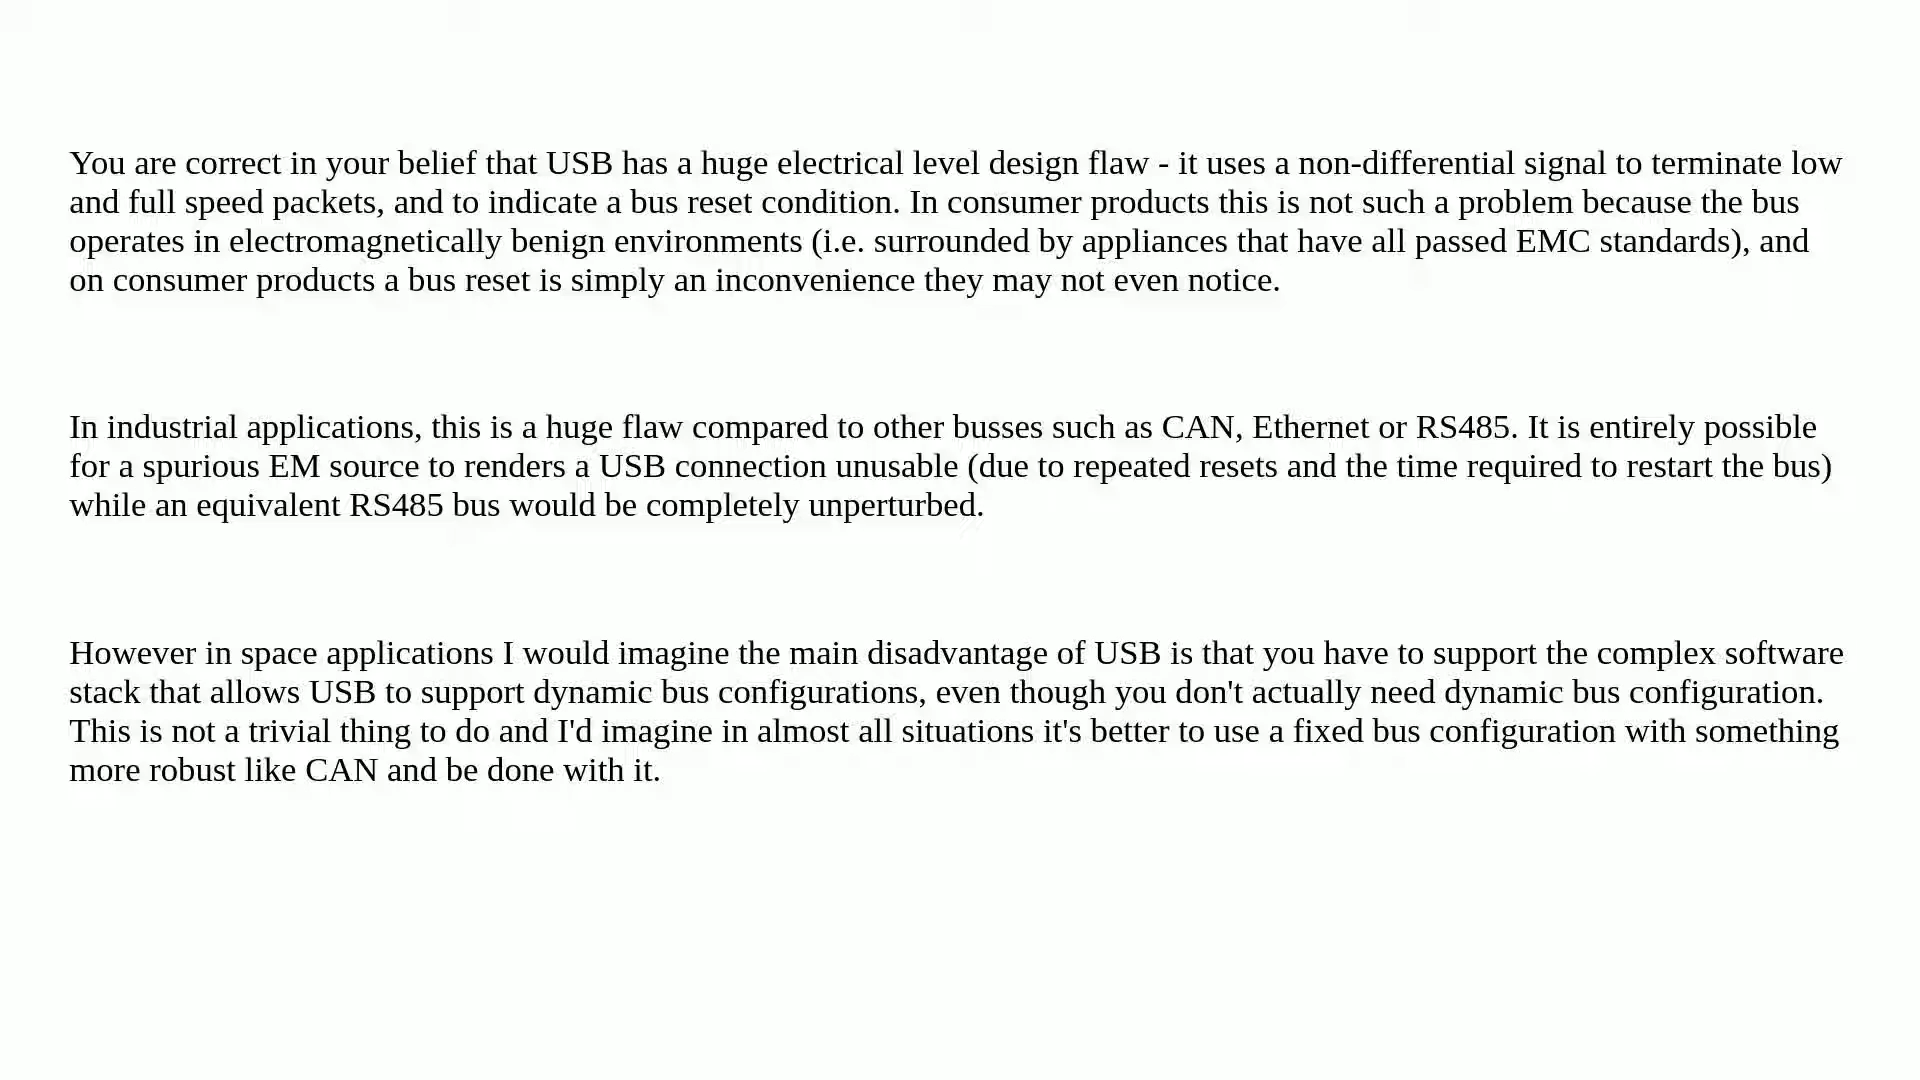 You are correct in your belief that USB has a huge electrical level design flaw - it uses a non-differential signal to terminate low
and full speed packets, and to indicate a bus reset condition. In consumer products this is not such a problem because the bus
operates in electromagnetically benign environments (i.e. surrounded by appliances that have all passed EMC standards), and
on consumer products a bus reset is simply an inconvenience they may not even notice.
In industrial applications, this is a huge flaw compared to other busses such as CAN, Ethernet or RS485. It is entirely possible
for a spurious EM source to renders a USB connection unusable (due to repeated resets and the time required to restart the bus)
while an equivalent RS485 bus would be completely unperturbed.
However in space applications I would imagine the main disadvantage of USB is that you have to support the complex software
stack that allows USB to support dynamic bus configurations, even though you don't actually need dynamic bus configuration.
This is not a trivial thing to do and I'd imagine in almost all situations it's better to use a fixed bus configuration with something
more robust like CAN and be done with it.